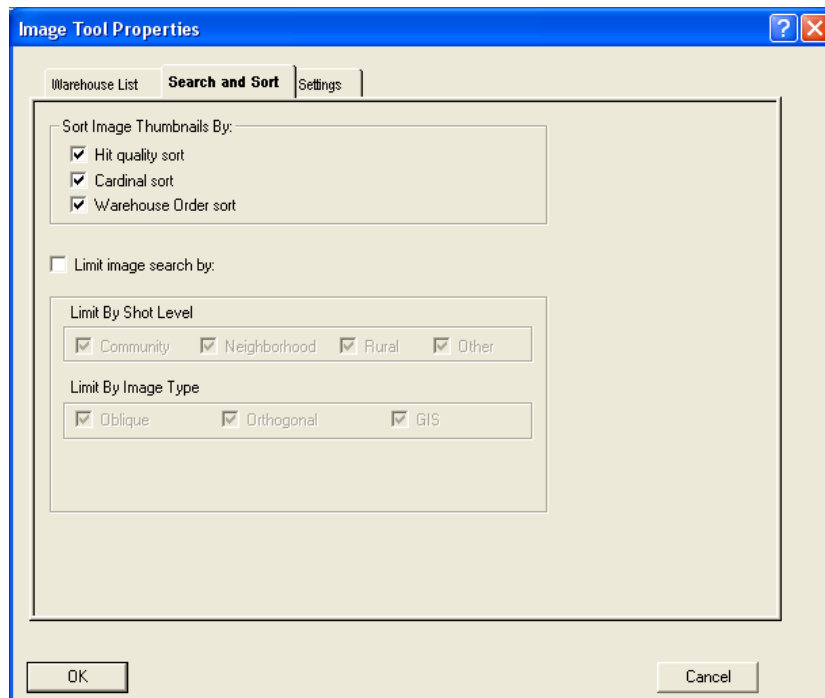 Image Tool Properties
Warehouse List Search and Sort Settings
Sort Image Thumbnails By:
Hit quality sort
Cardinal sort
Warehouse Order sort
Limit image search by:
Limit By Shot Level
Community Neighborhood Rural Other
Limit By Image Type
Oblique Orthogonal GIS
OK Cancel